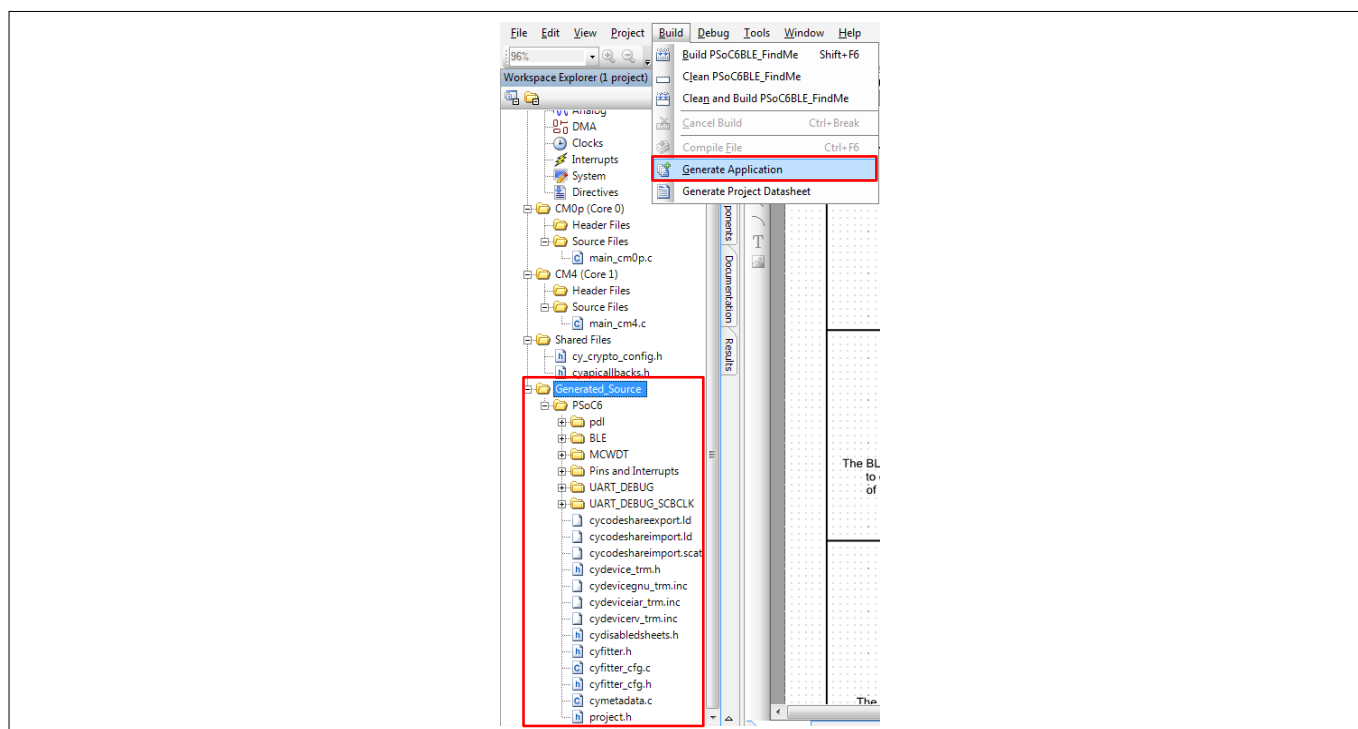 File Edit View Project Build Debug Tools Window Help
96%
Build PSoC6BLE_FindMe Shift+F6
Workspace Explorer (1 project)
Clean PSoC6BLE_FindMe
Clean and Build PSoC6BLE_FindMe
Cancel Build Ctrl+Break
Compile File Ctrl+F6
Generate Application
Generate Project Datasheet
Analog
DMA
Clocks
Interrupts
System
Directives
CM0p (Core 0)
Header Files
Source Files
main_cm0p.c
CM4 (Core 1)
Header Files
Source Files
main_cm4.c
Shared Files
cy_crypto_config.h
cyapicallbacks.h
Generated_Source
PSoC6
pdl
BLE
MCWDT
Pins and Interrupts
UART_DEBUG
UART_DEBUG_SCBCLK
cycodeshareexport.ld
cycodeshareimport.ld
cycodeshareimport.scat
cydevice_trm.h
cydevicegnu_trm.inc
cydeviceiar_trm.inc
cydevicerv_trm.inc
cydisabledsheets.h
cyfitter.h
cyfitter_cfg.c
cyfitter_cfg.h
cymetadata.c
project.h
ponents
Documentation
Results
T
The BL
to
of
The